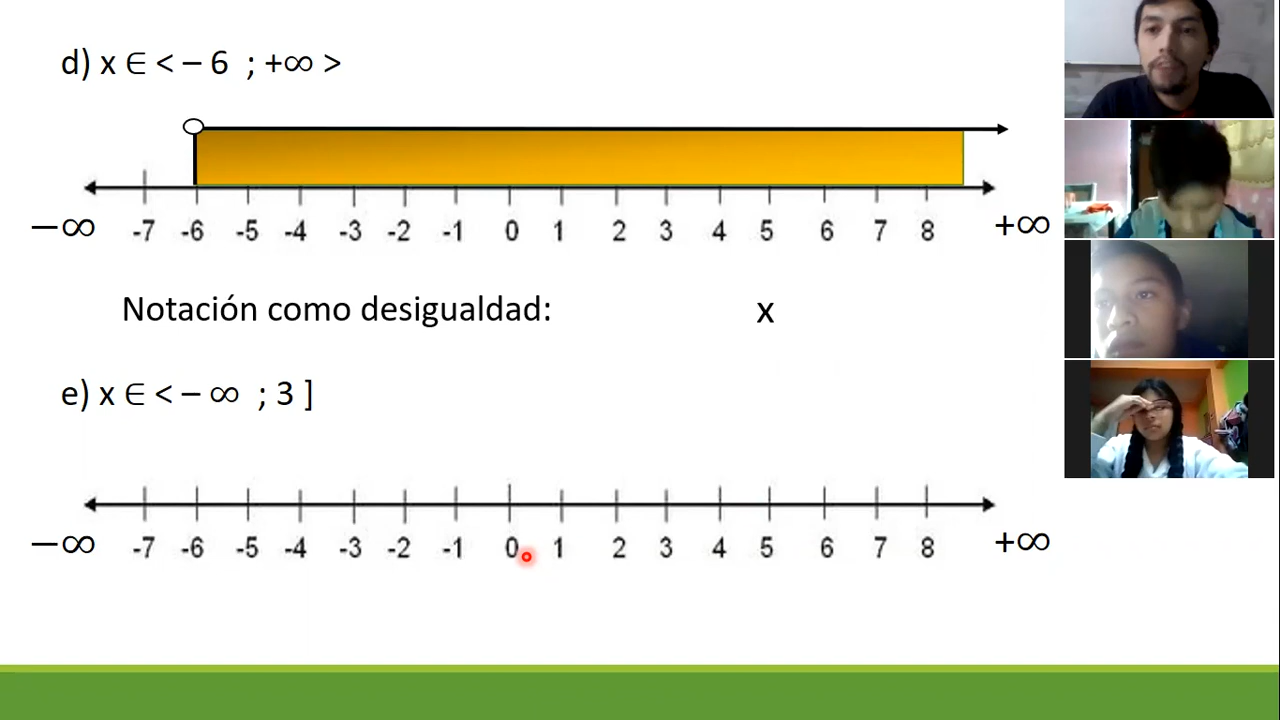 d) x ∈ < – 6 ; +∞ >
–∞ -7 -6 -5 -4 -3 -2 -1 0 1 2 3 4 5 6 7 8 +∞
Notación como desigualdad: x
e) x ∈ < – ∞ ; 3 ]
–∞ -7 -6 -5 -4 -3 -2 -1 0 1 2 3 4 5 6 7 8 +∞